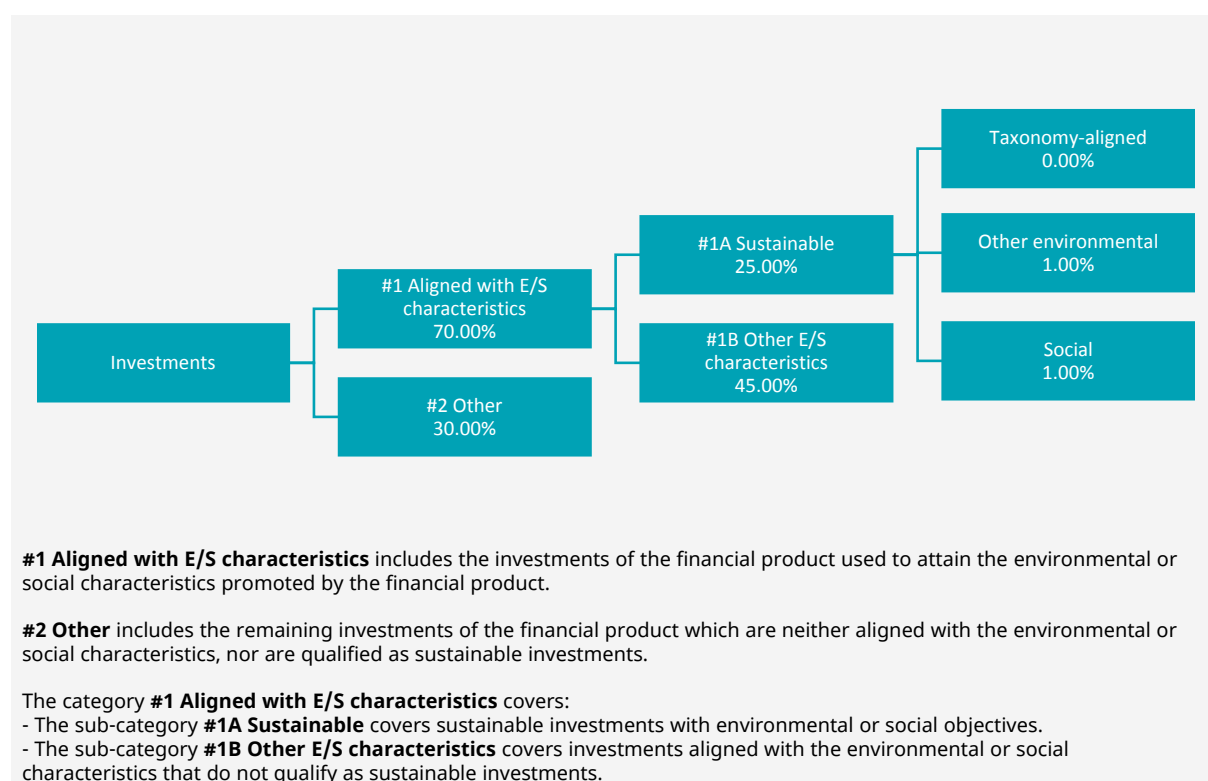 Taxonomy-aligned
0.00%
#1A Sustainable
25.00%
Other environmental
1.00%
#1 Aligned with E/S
characteristics
70.00%
Investments
#1B Other E/S
characteristics
45.00%
Social
1.00%
#2 Other
30.00%
#1 Aligned with E/S characteristics includes the investments of the financial product used to attain the environmental or
social characteristics promoted by the financial product.
#2 Other includes the remaining investments of the financial product which are neither aligned with the environmental or
social characteristics, nor are qualified as sustainable investments.
The category #1 Aligned with E/S characteristics covers:
- The sub-category #1A Sustainable covers sustainable investments with environmental or social objectives.
- The sub-category #1B Other E/S characteristics covers investments aligned with the environmental or social
characteristics that do not qualify as sustainable investments.